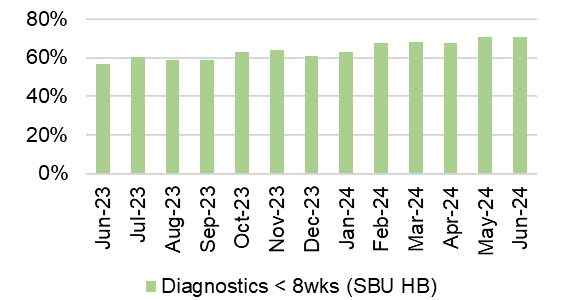 80%
60%
40%
20%
0%
Jun-23
Jul-23
Aug-23
Sep-23
Oct-23
Nov-23
Dec-23
Jan-24
Feb-24
Mar-24
Apr-24
May-24
Jun-24
Diagnostics < 8wks (SBU HB)